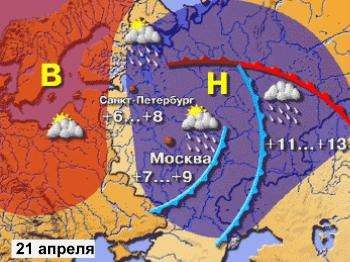 В
Н
Санкт-Петербург
+6...+8
Москва
+7...+9
+11...+13
21 апреля